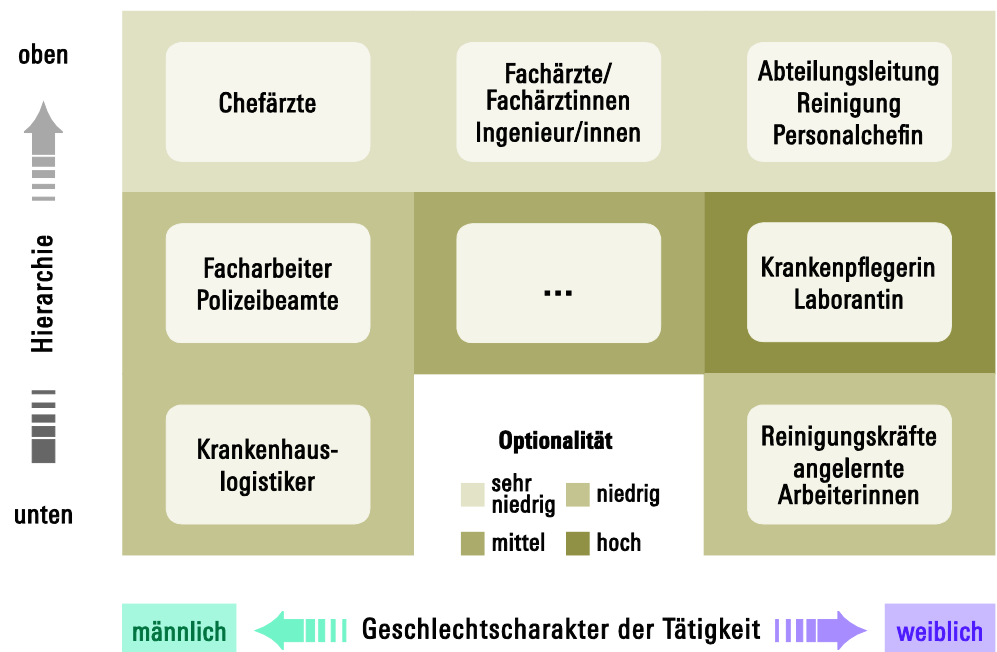 oben
Hierarchie
unten
Chefärzte
Fachärzte/
Fachärztinnen
Ingenieur/innen
Abteilungsleitung
Reinigung
Personalchefin
Facharbeiter
Polizeibeamte
...
Krankenpflegerin
Laborantin
Krankenhaus-
logistiker
Optionalität
sehr
niedrig
niedrig
mittel
hoch
Reinigungskräfte
angelernte
Arbeiterinnen
männlich
Geschlechtscharakter der Tätigkeit
weiblich